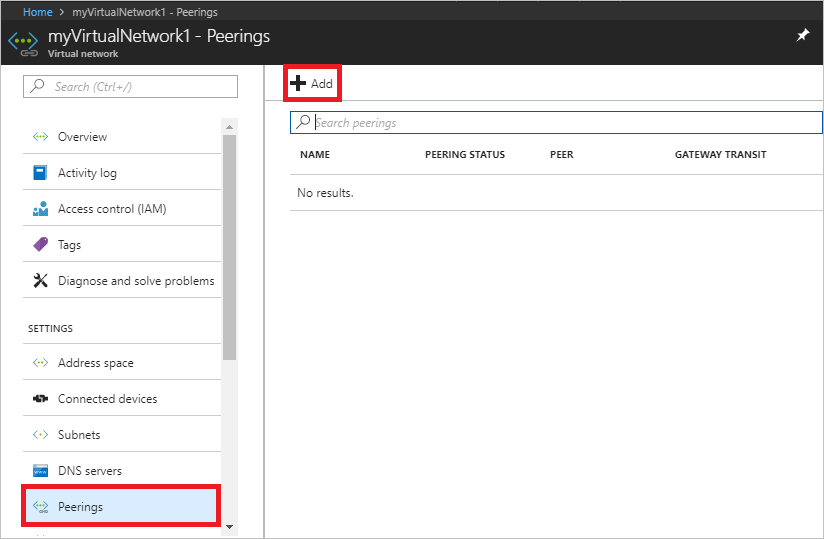 Home > myVirtualNetwork1 - Peerings
myVirtualNetwork1 - Peerings
Virtual network
Search (Ctrl+/)
Overview
Activity log
Access control (IAM)
Tags
Diagnose and solve problems
SETTINGS
Address space
Connected devices
Subnets
DNS servers
Peerings
Add
Search peerings
NAME PEERING STATUS PEER GATEWAY TRANSIT
No results.